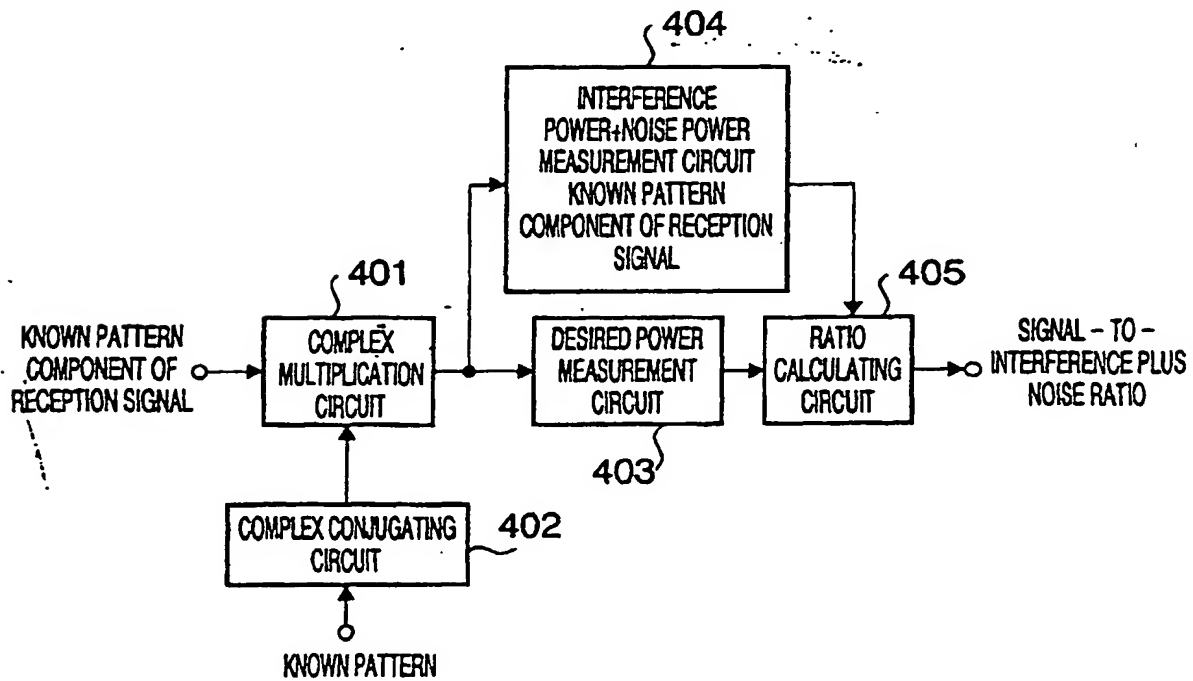 404
INTERFERENCE
POWER+NOISE POWER
MEASUREMENT CIRCUIT
KNOWN PATTERN
COMPONENT OF RECEPTION
SIGNAL
401
405
KNOWN PATTERN
COMPONENT OF
RECEPTION SIGNAL
COMPLEX
MULTIPLICATION
CIRCUIT
DESIRED POWER
MEASUREMENT
CIRCUIT
RATIO
CALCULATING
CIRCUIT
SIGNAL - TO -
INTERFERENCE PLUS
NOISE RATIO
403
COMPLEX CONJUGATING
CIRCUIT
402
KNOWN PATTERN